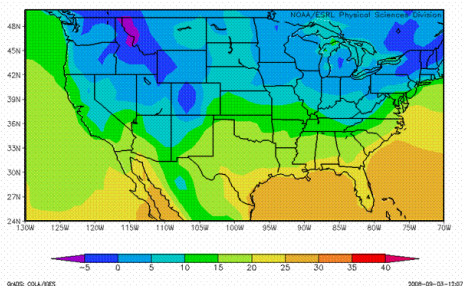 NOAA/ESRL Physical Sciences Division
48N
45N
42N
39N
36N
33N
30N
27N
24N
130W 125W 120W 115W 110W 105W 100W 95W 90W 85W 80W 75W 70W
-5 0 5 10 15 20 25 30 35 40
GrADS: COLA/IGES 2008-09-03-12:07